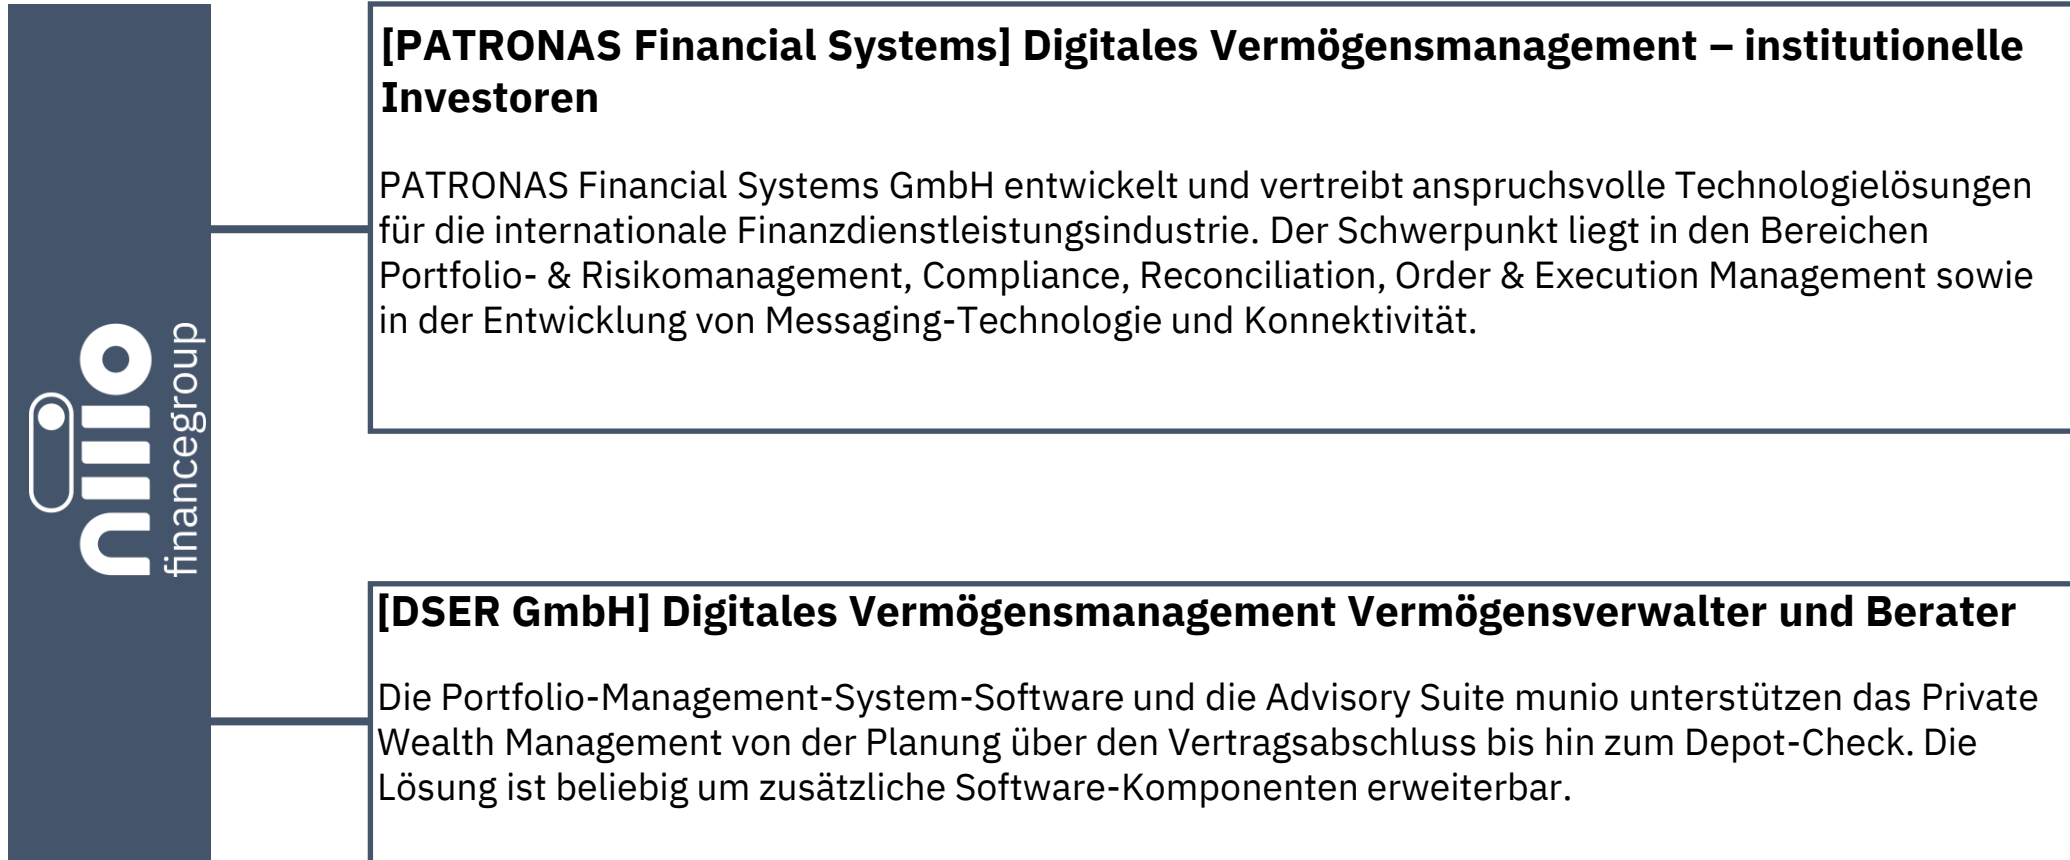 niiio
financegroup
[PATRONAS Financial Systems] Digitales Vermögensmanagement – institutionelle
Investoren
PATRONAS Financial Systems GmbH entwickelt und vertreibt anspruchsvolle Technologielösungen
für die internationale Finanzdienstleistungsindustrie. Der Schwerpunkt liegt in den Bereichen
Portfolio- & Risikomanagement, Compliance, Reconciliation, Order & Execution Management sowie
in der Entwicklung von Messaging-Technologie und Konnektivität.
[DSER GmbH] Digitales Vermögensmanagement Vermögensverwalter und Berater
Die Portfolio-Management-System-Software und die Advisory Suite munio unterstützen das Private
Wealth Management von der Planung über den Vertragsabschluss bis hin zum Depot-Check. Die
Lösung ist beliebig um zusätzliche Software-Komponenten erweiterbar.